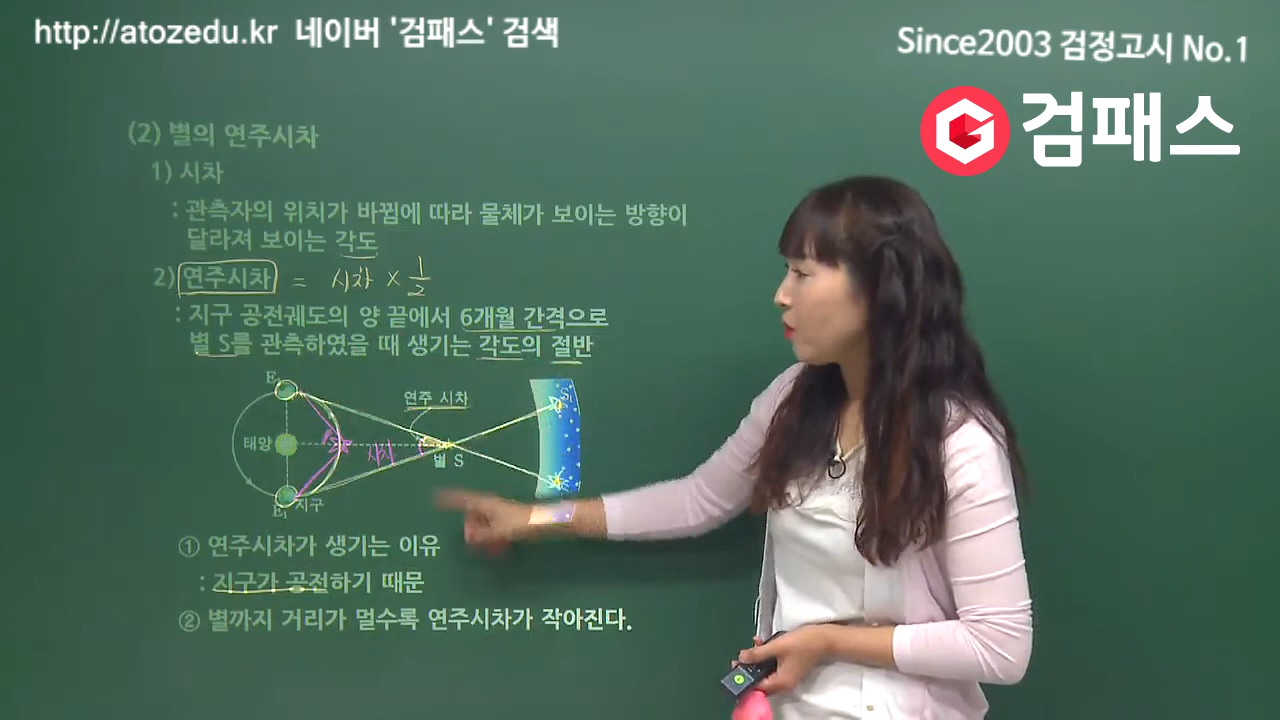 http://atozedu.kr 네이버 '검패스' 검색
Since2003 검정고시 No.1
검패스
(2) 별의 연주시차
1) 시차
: 관측자의 위치가 바뀜에 따라 물체가 보이는 방향이
달라져 보이는 각도
2) 연주시차 = 시차 × 1/2
: 지구 공전궤도의 양 끝에서 6개월 간격으로
별 S를 관측하였을 때 생기는 각도의 절반
연주 시차
S₁
태양
시차
별 S
지구
E₁
① 연주시차가 생기는 이유
: 지구가 공전하기 때문
② 별까지 거리가 멀수록 연주시차가 작아진다.